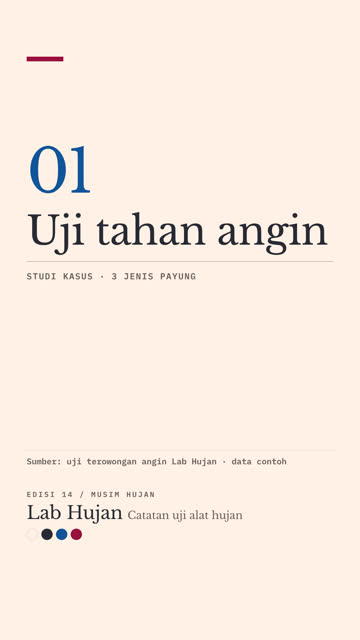 01
Uji tahan angin
STUDI KASUS · 3 JENIS PAYUNG
Sumber: uji terowongan angin Lab Hujan · data contoh
EDISI 14 / MUSIM HUJAN
Lab Hujan Catatan uji alat hujan